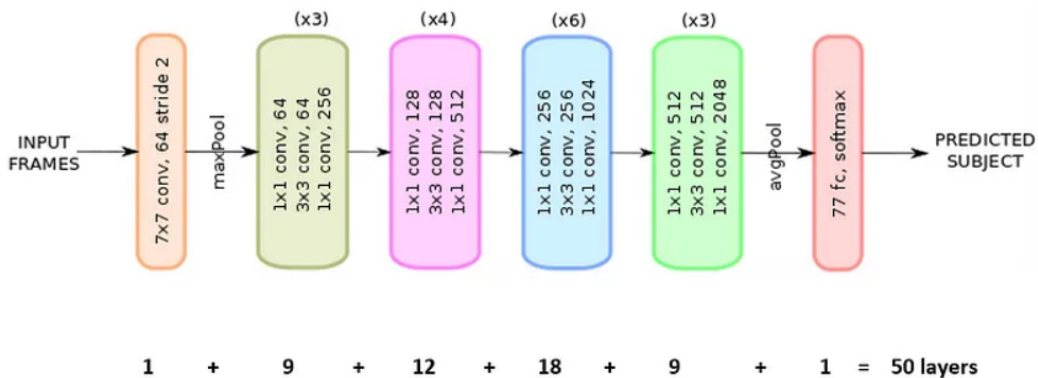 (x3)
(x4)
(x6)
(x3)
INPUT
FRAMES
7x7 conv, 64 stride 2
maxPool
1x1 conv, 64
3x3 conv, 64
1x1 conv, 256
1x1 conv, 128
3x3 conv, 128
1x1 conv, 512
1x1 conv, 256
3x3 conv, 256
1x1 conv, 1024
1x1 conv, 512
3x3 conv, 512
1x1 conv, 2048
avgPool
77 fc, softmax
PREDICTED
SUBJECT
1 + 9 + 12 + 18 + 9 + 1 = 50 layers